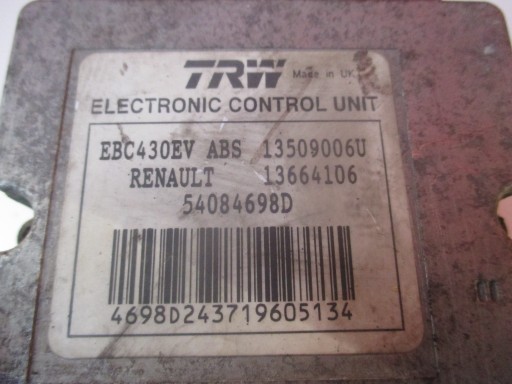 TRW Made in UK
ELECTRONIC CONTROL UNIT
EBC430EV ABS 13509006U
RENAULT 13664106
54084698D
4698D243719605134